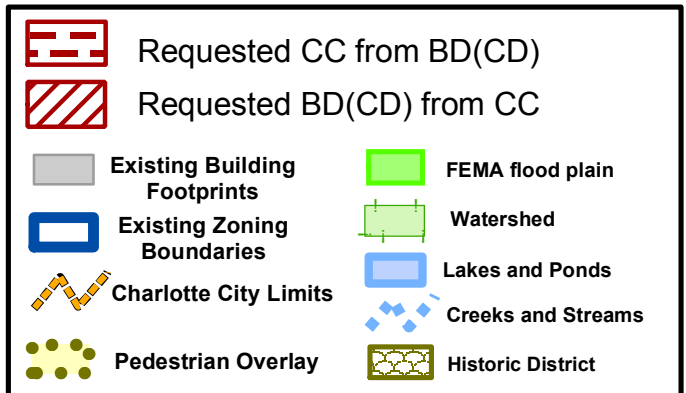 Requested CC from BD(CD)
Requested BD(CD) from CC
Existing Building
Footprints
Existing Zoning
Boundaries
Charlotte City Limits
Pedestrian Overlay
FEMA flood plain
Watershed
Lakes and Ponds
Creeks and Streams
Historic District